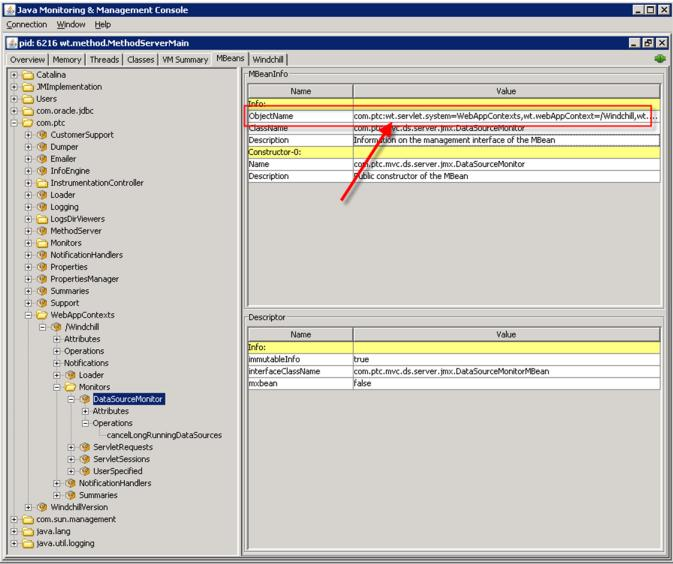 Java Monitoring & Management Console
Connection Window Help
pid: 6216 wt.method.MethodServerMain
Overview Memory Threads Classes VM Summary MBeans Windchill
Catalina
JMImplementation
Users
com.oracle.jdbc
com.ptc
CustomerSupport
Dumper
Emailer
InfoEngine
InstrumentationController
Loader
Logging
LogsDirViewers
MethodServer
Monitors
NotificationHandlers
Properties
PropertiesManager
Summaries
Support
WebAppContexts
/Windchill
Attributes
Operations
Notifications
Loader
Monitors
DataSourceMonitor
Attributes
Operations
cancelLongRunningDataSources
ServletRequests
ServletSessions
UserSpecified
NotificationHandlers
Summaries
WindchillVersion
com.sun.management
java.lang
java.util.logging
MBeanInfo
Name Value
Info:
ObjectName com.ptc:wt.servlet.system=WebAppContexts,wt.webAppContext=/Windchill,wt....
ClassName com.ptc.mvc.ds.server.jmx.DataSourceMonitor
Description Information on the management interface of the MBean
Constructor-0:
Name com.ptc.mvc.ds.server.jmx.DataSourceMonitor
Description Public constructor of the MBean
Descriptor
Name Value
Info:
immutableInfo true
interfaceClassName com.ptc.mvc.ds.server.jmx.DataSourceMonitorMBean
mxbean false